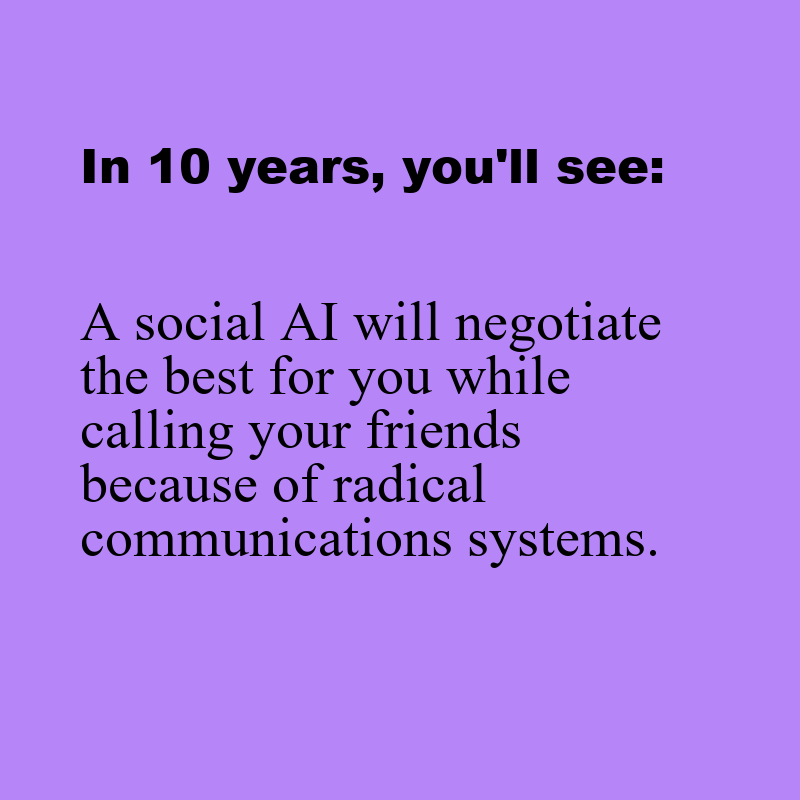 In 10 years, you'll see:
A social AI will negotiate
the best for you while
calling your friends
because of radical
communications systems.